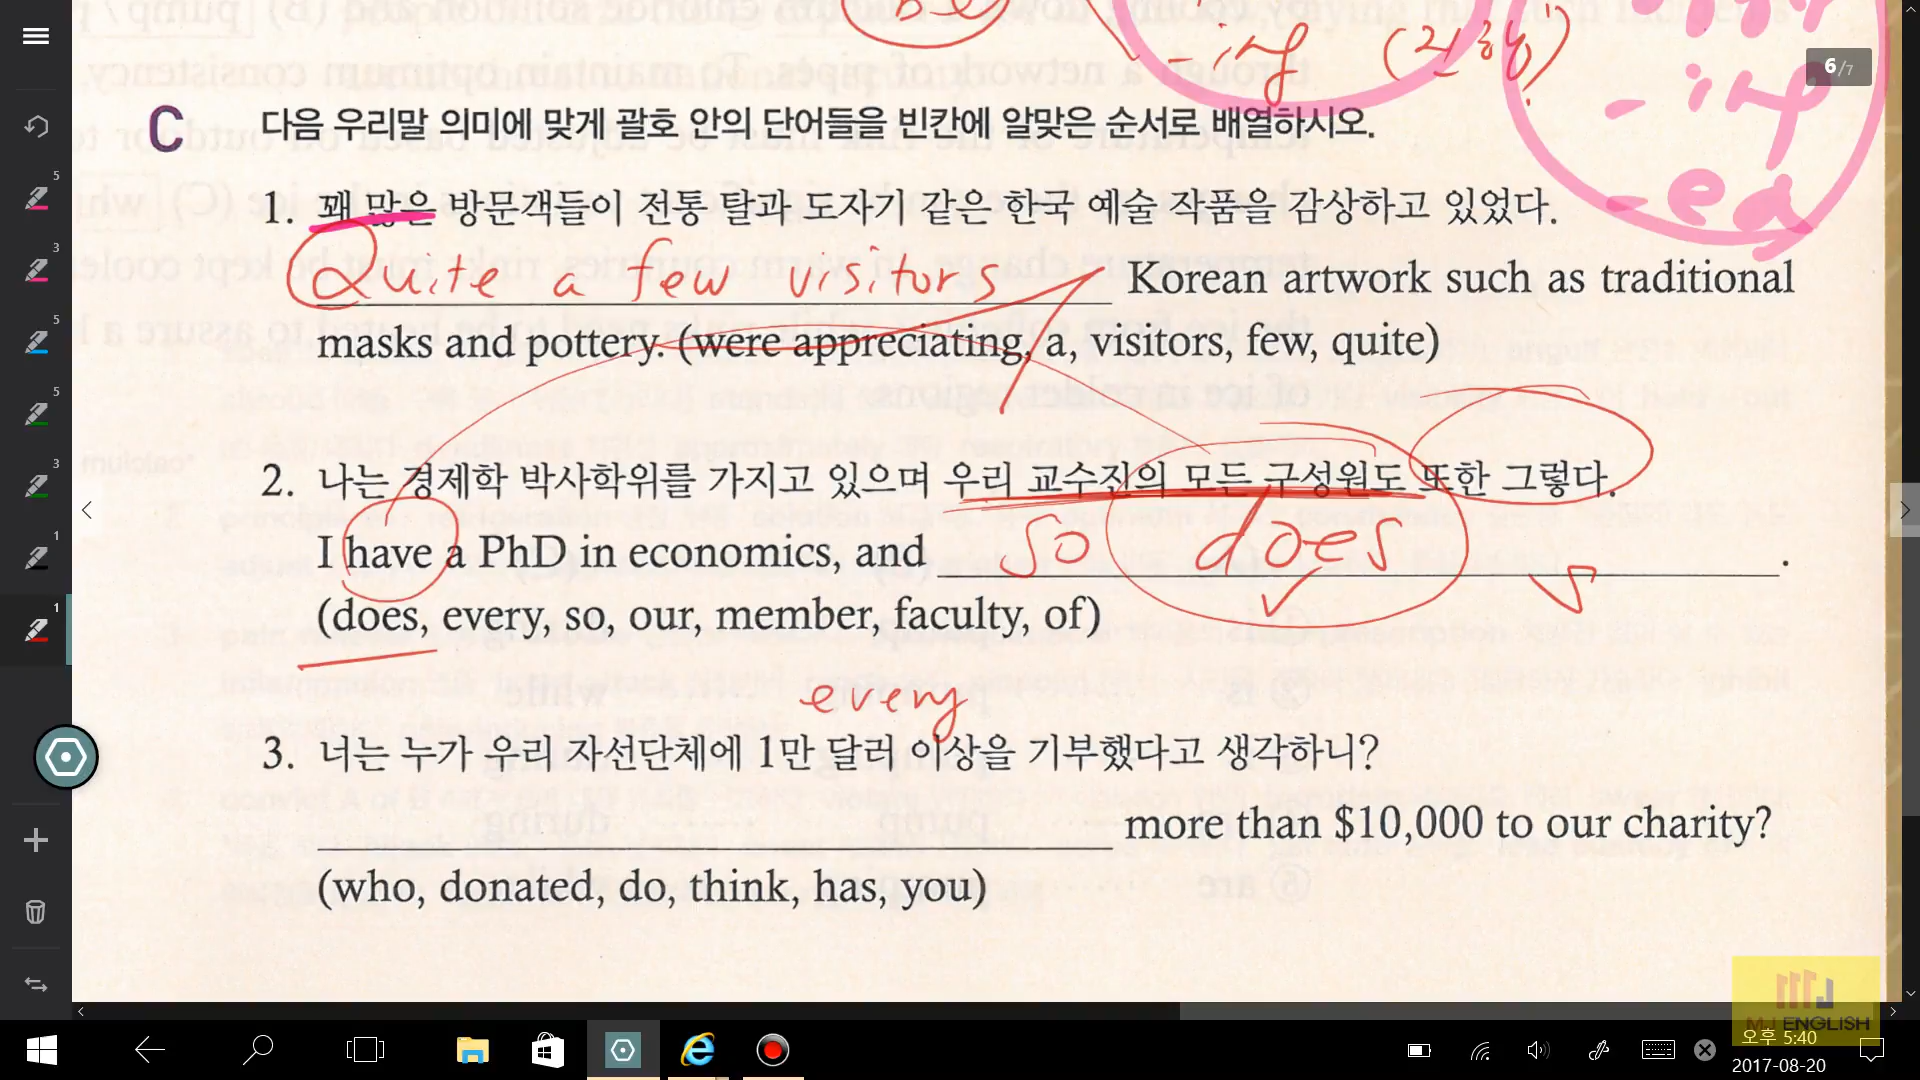 be
-ing (진행)
-ing
-ed
6/7
C 다음 우리말 의미에 맞게 괄호 안의 단어들을 빈칸에 알맞은 순서로 배열하시오.
1. 꽤 많은 방문객들이 전통 탈과 도자기 같은 한국 예술 작품을 감상하고 있었다.
Quite a few visitors Korean artwork such as traditional
masks and pottery. (were appreciating, a, visitors, few, quite)
2. 나는 경제학 박사학위를 가지고 있으며 우리 교수진의 모든 구성원도 또한 그렇다.
I have a PhD in economics, and so does s.
(does, every, so, our, member, faculty, of)
every
3. 너는 누가 우리 자선단체에 1만 달러 이상을 기부했다고 생각하니?
more than $10,000 to our charity?
(who, donated, do, think, has, you)
MJ ENGLISH
오후 5:40
2017-08-20